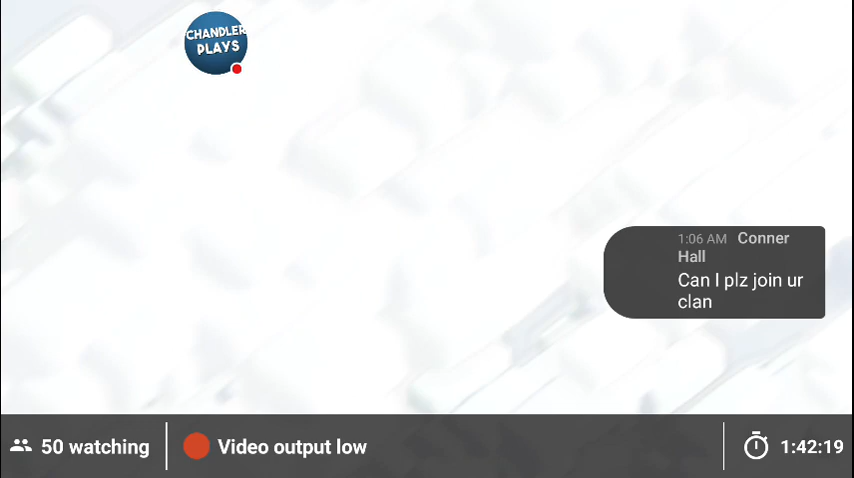 CHANDLER
PLAYS
1:06 AM Conner
Hall
Can I plz join ur
clan
50 watching
Video output low
1:42:19